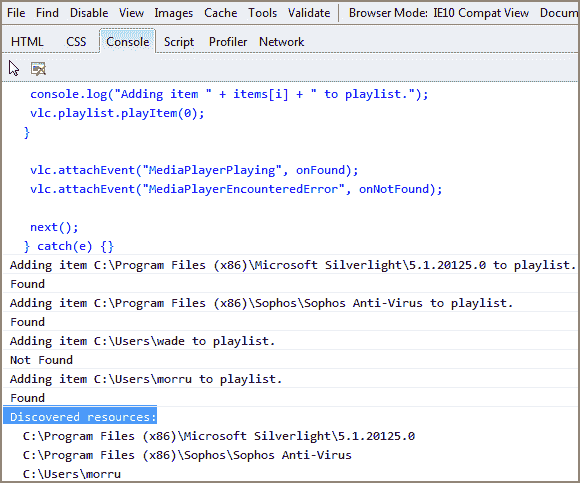 File Find Disable View Images Cache Tools Validate Browser Mode: IE10 Compat View Docum
HTML CSS Console Script Profiler Network
console.log("Adding item " + items[i] + " to playlist.");
vlc.playlist.playItem(0);
}
vlc.attachEvent("MediaPlayerPlaying", onFound);
vlc.attachEvent("MediaPlayerEncounteredError", onNotFound);
next();
} catch(e) {}
Adding item C:\Program Files (x86)\Microsoft Silverlight\5.1.20125.0 to playlist.
Found
Adding item C:\Program Files (x86)\Sophos\Sophos Anti-Virus to playlist.
Found
Adding item C:\Users\wade to playlist.
Not Found
Adding item C:\Users\morru to playlist.
Found
Discovered resources:
C:\Program Files (x86)\Microsoft Silverlight\5.1.20125.0
C:\Program Files (x86)\Sophos\Sophos Anti-Virus
C:\Users\morru